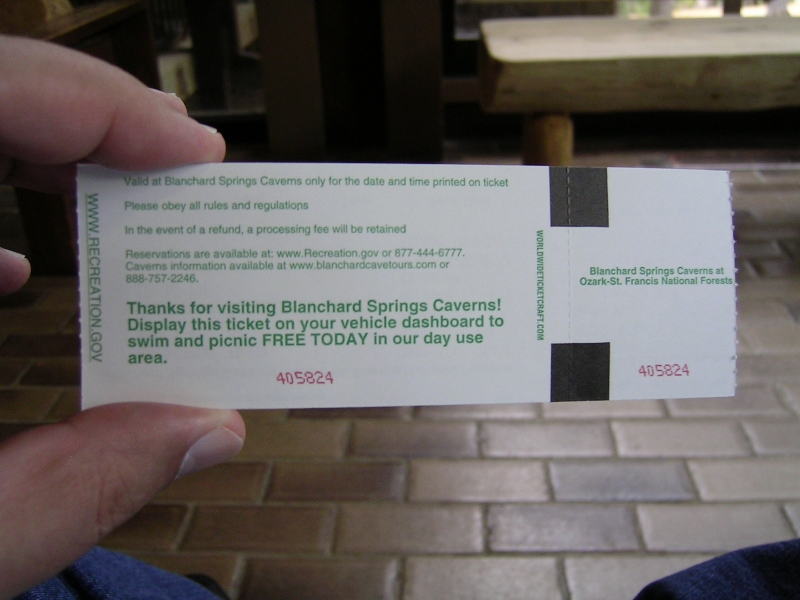 WWW.RECREATION.GOV
Valid at Blanchard Springs Caverns only for the date and time printed on ticket
Please obey all rules and regulations
In the event of a refund, a processing fee will be retained
Reservations are available at: www.Recreation.gov or 877-444-6777.
Caverns information available at www.blanchardcavetours.com or
888-757-2246.
Thanks for visiting Blanchard Springs Caverns!
Display this ticket on your vehicle dashboard to
swim and picnic FREE TODAY in our day use
area.
405824
WORLDWIDETICKETCRAFT.COM
Blanchard Springs Caverns at
Ozark-St. Francis National Forests
405824